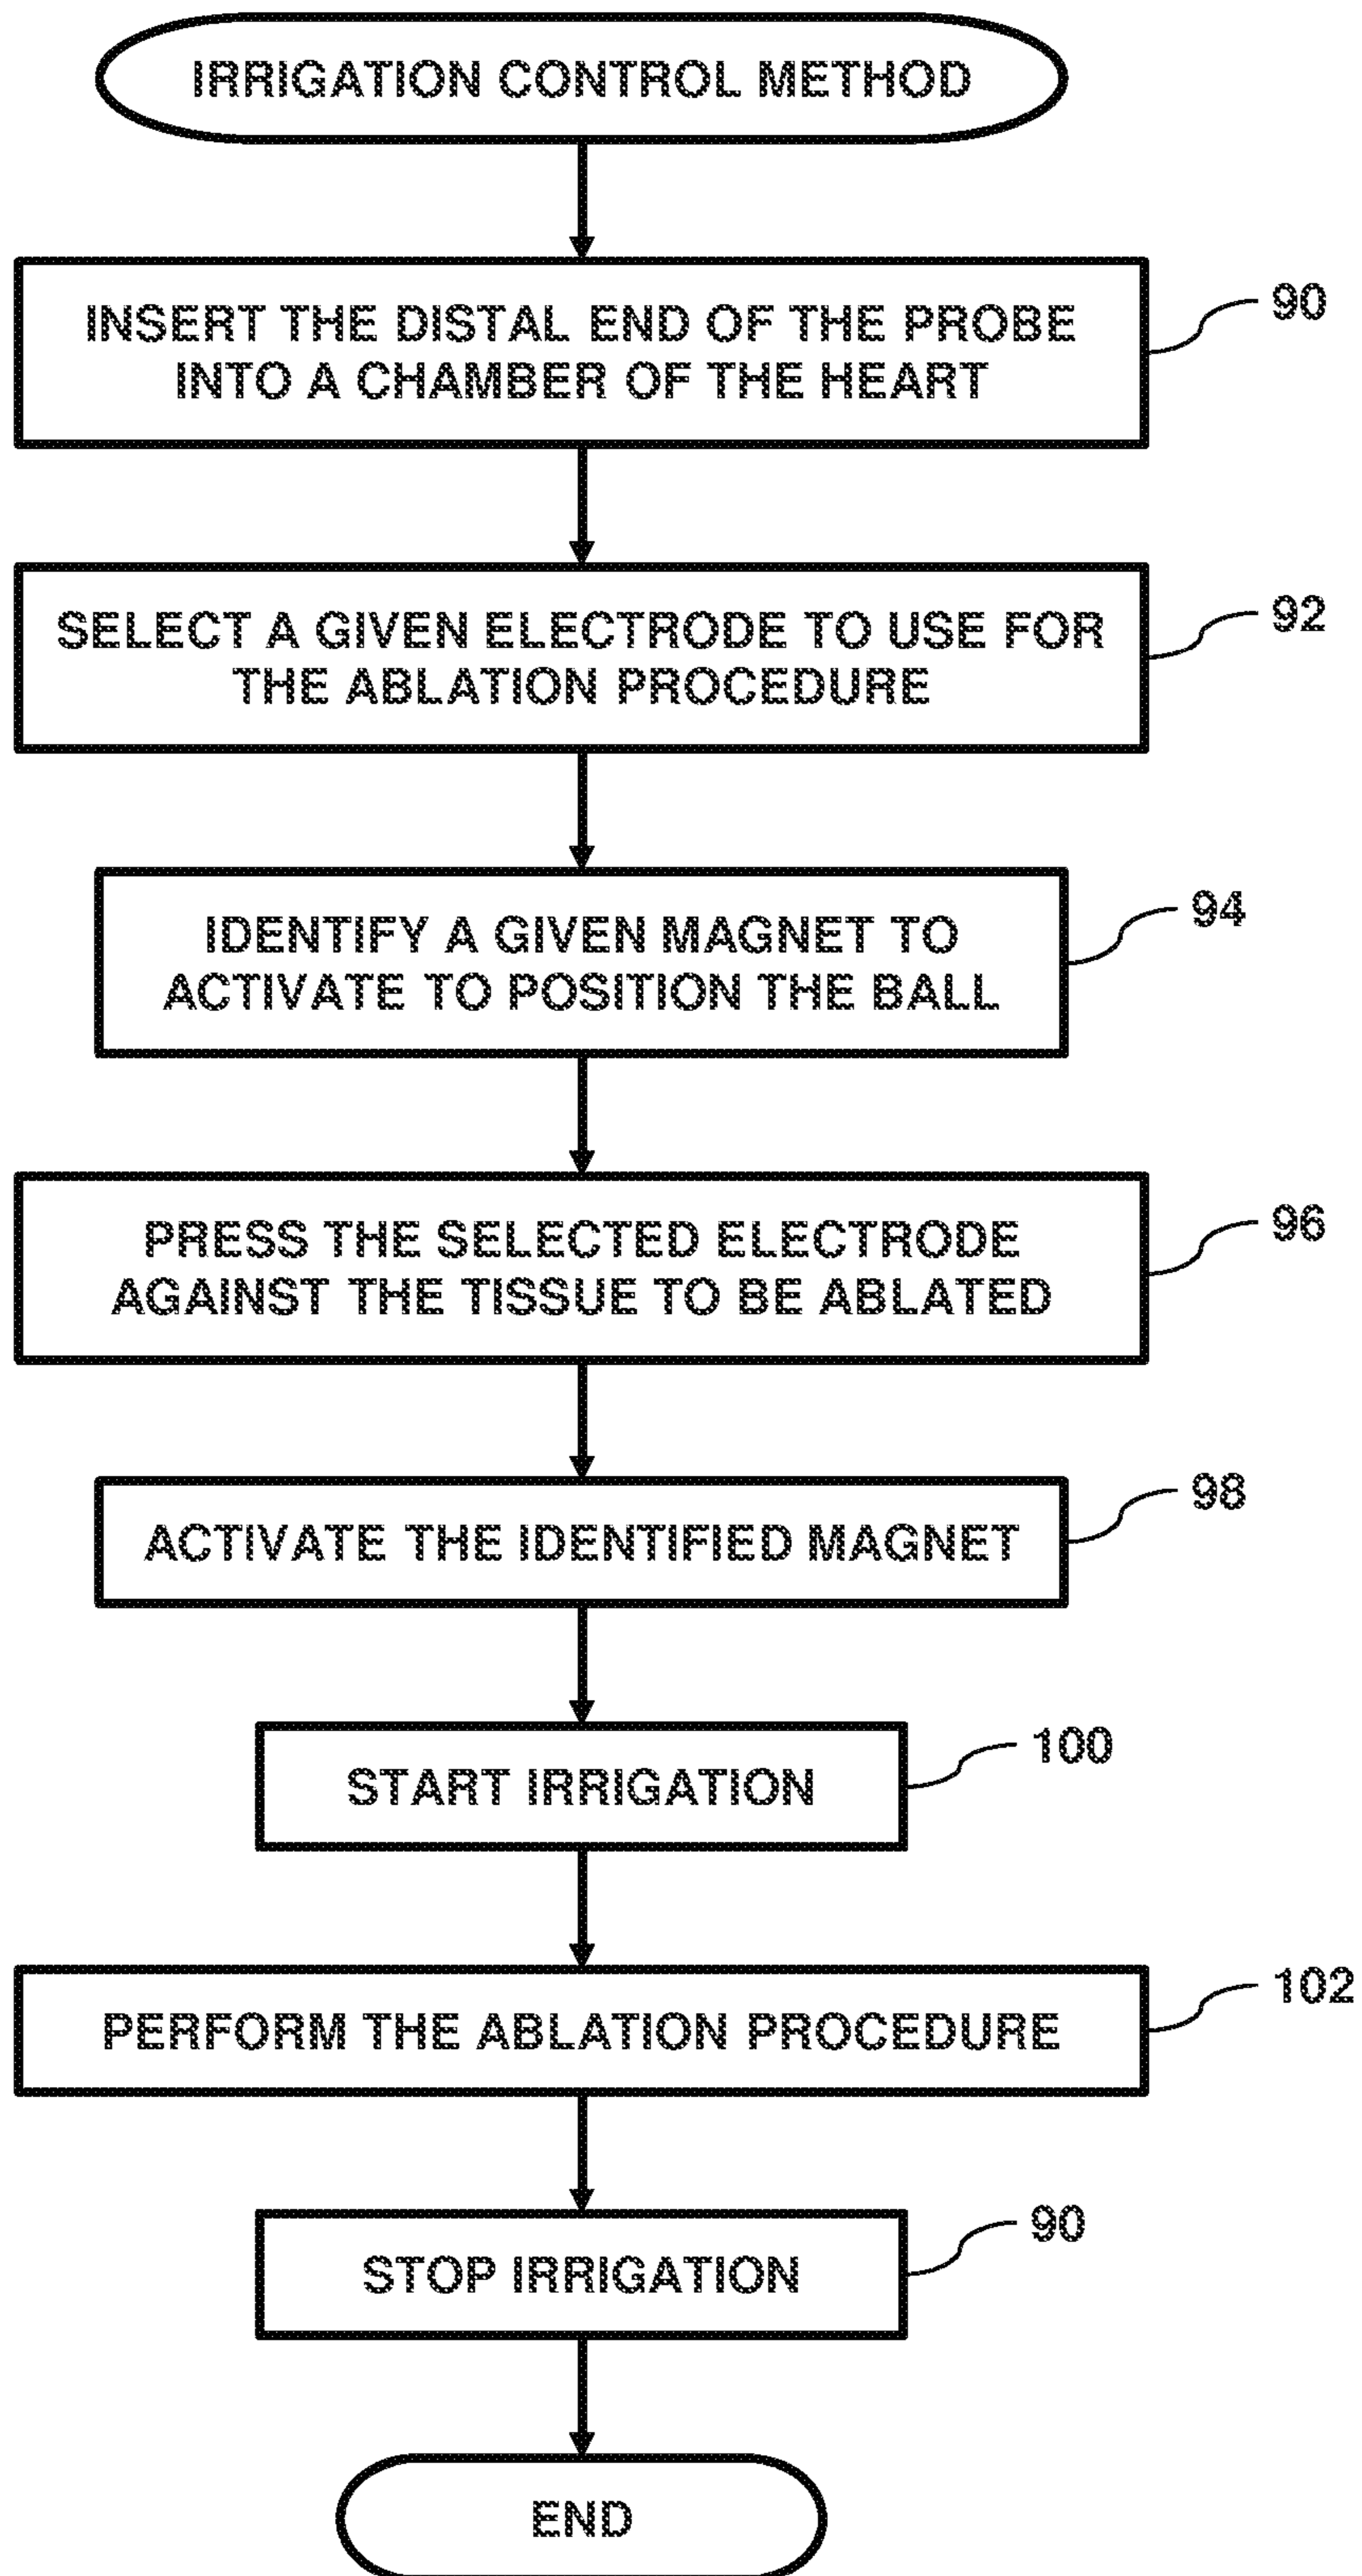 IRRIGATION CONTROL METHOD
INSERT THE DISTAL END OF THE PROBE
INTO A CHAMBER OF THE HEART
90
SELECT A GIVEN ELECTRODE TO USE FOR
THE ABLATION PROCEDURE
92
IDENTIFY A GIVEN MAGNET TO
ACTIVATE TO POSITION THE BALL
94
PRESS THE SELECTED ELECTRODE
AGAINST THE TISSUE TO BE ABLATED
96
ACTIVATE THE IDENTIFIED MAGNET
98
START IRRIGATION
100
PERFORM THE ABLATION PROCEDURE
102
STOP IRRIGATION
90
END